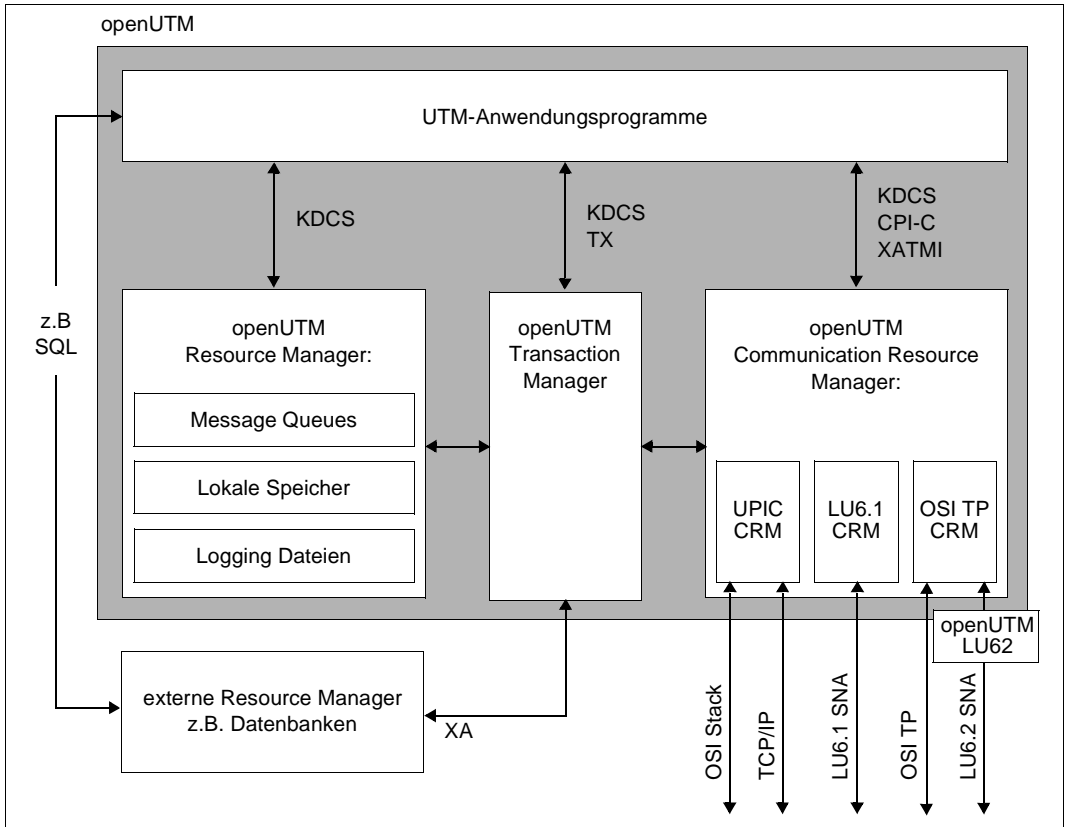 openUTM
UTM-Anwendungsprogramme
KDCS
KDCS
TX
KDCS
CPI-C
XATMI
z.B
SQL
openUTM
Resource Manager:
Message Queues
Lokale Speicher
Logging Dateien
openUTM
Transaction
Manager
openUTM
Communication Resource
Manager:
UPIC
CRM
LU6.1
CRM
OSI TP
CRM
openUTM
LU62
externe Resource Manager
z.B. Datenbanken
XA
OSI Stack
TCP/IP
LU6.1 SNA
OSI TP
LU6.2 SNA